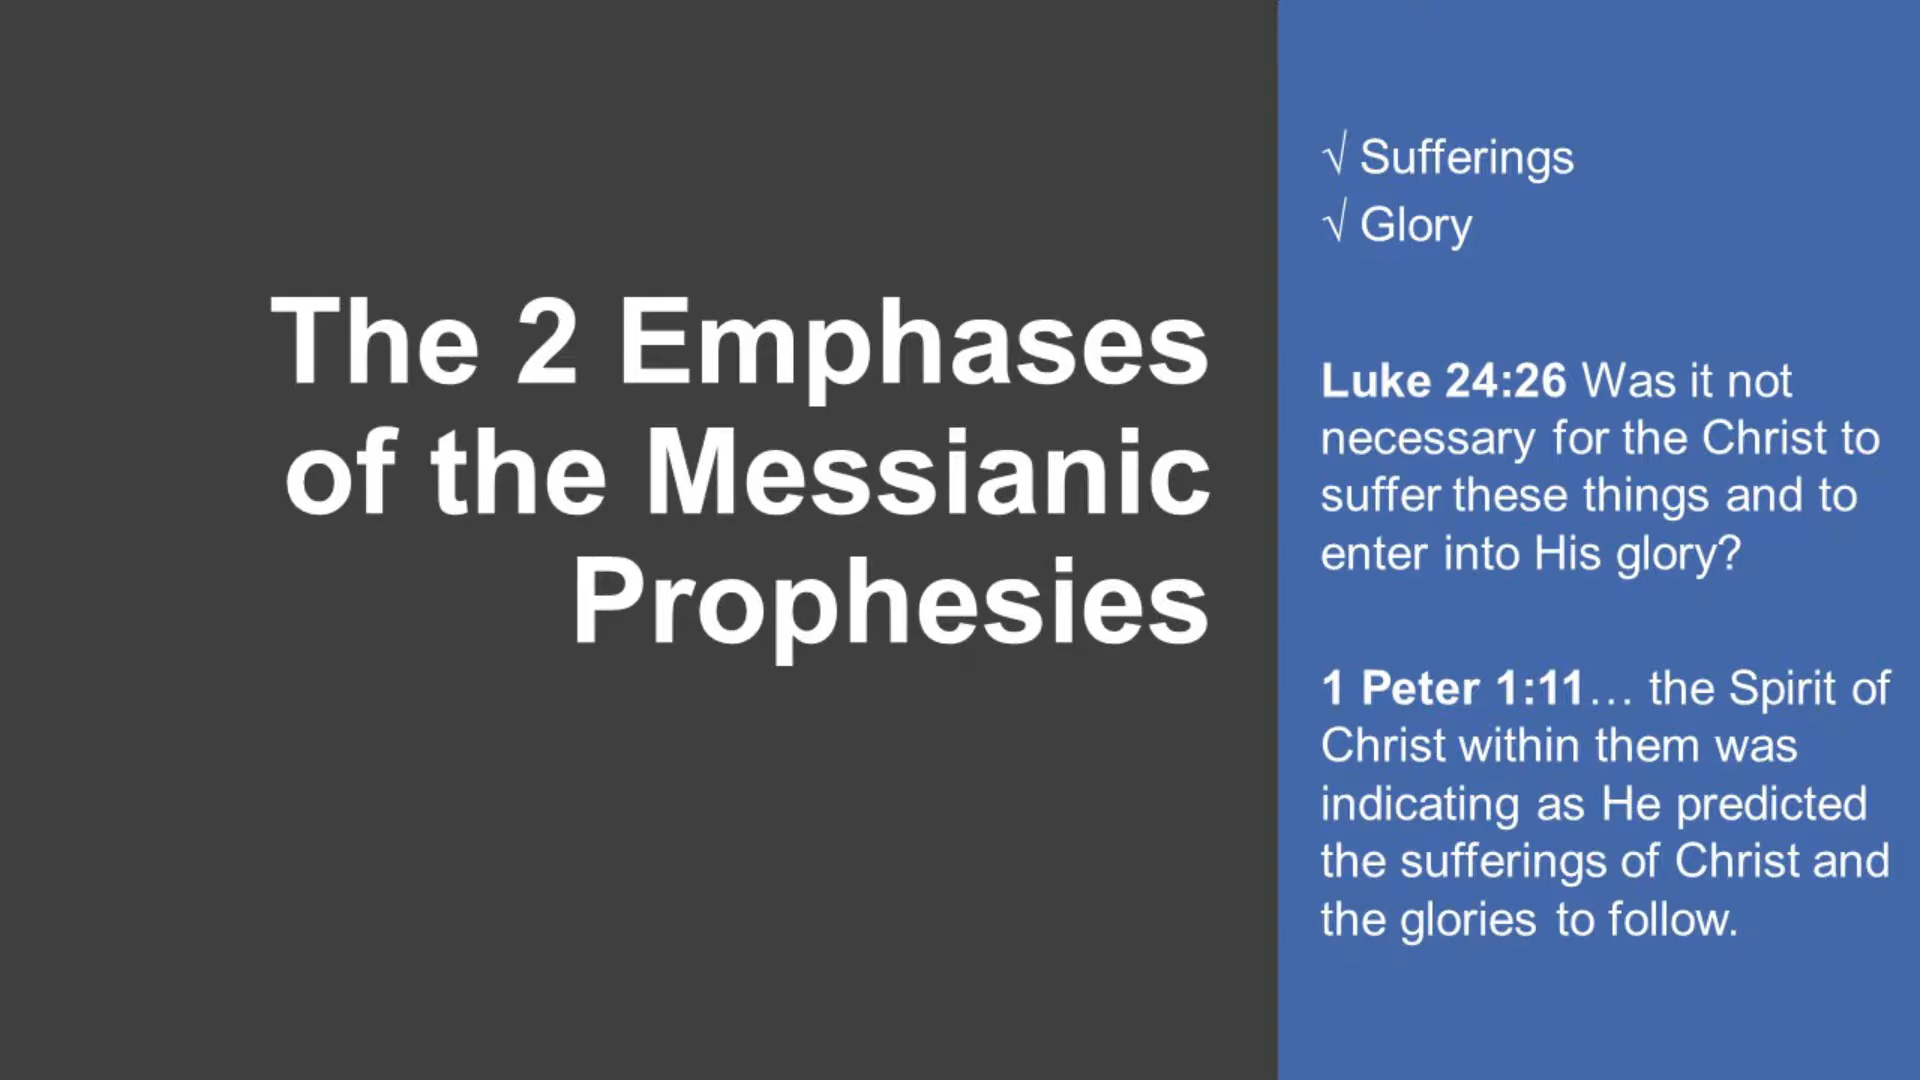 The 2 Emphases
of the Messianic
Prophesies
√ Sufferings
√ Glory
Luke 24:26 Was it not
necessary for the Christ to
suffer these things and to
enter into His glory?
1 Peter 1:11… the Spirit of
Christ within them was
indicating as He predicted
the sufferings of Christ and
the glories to follow.